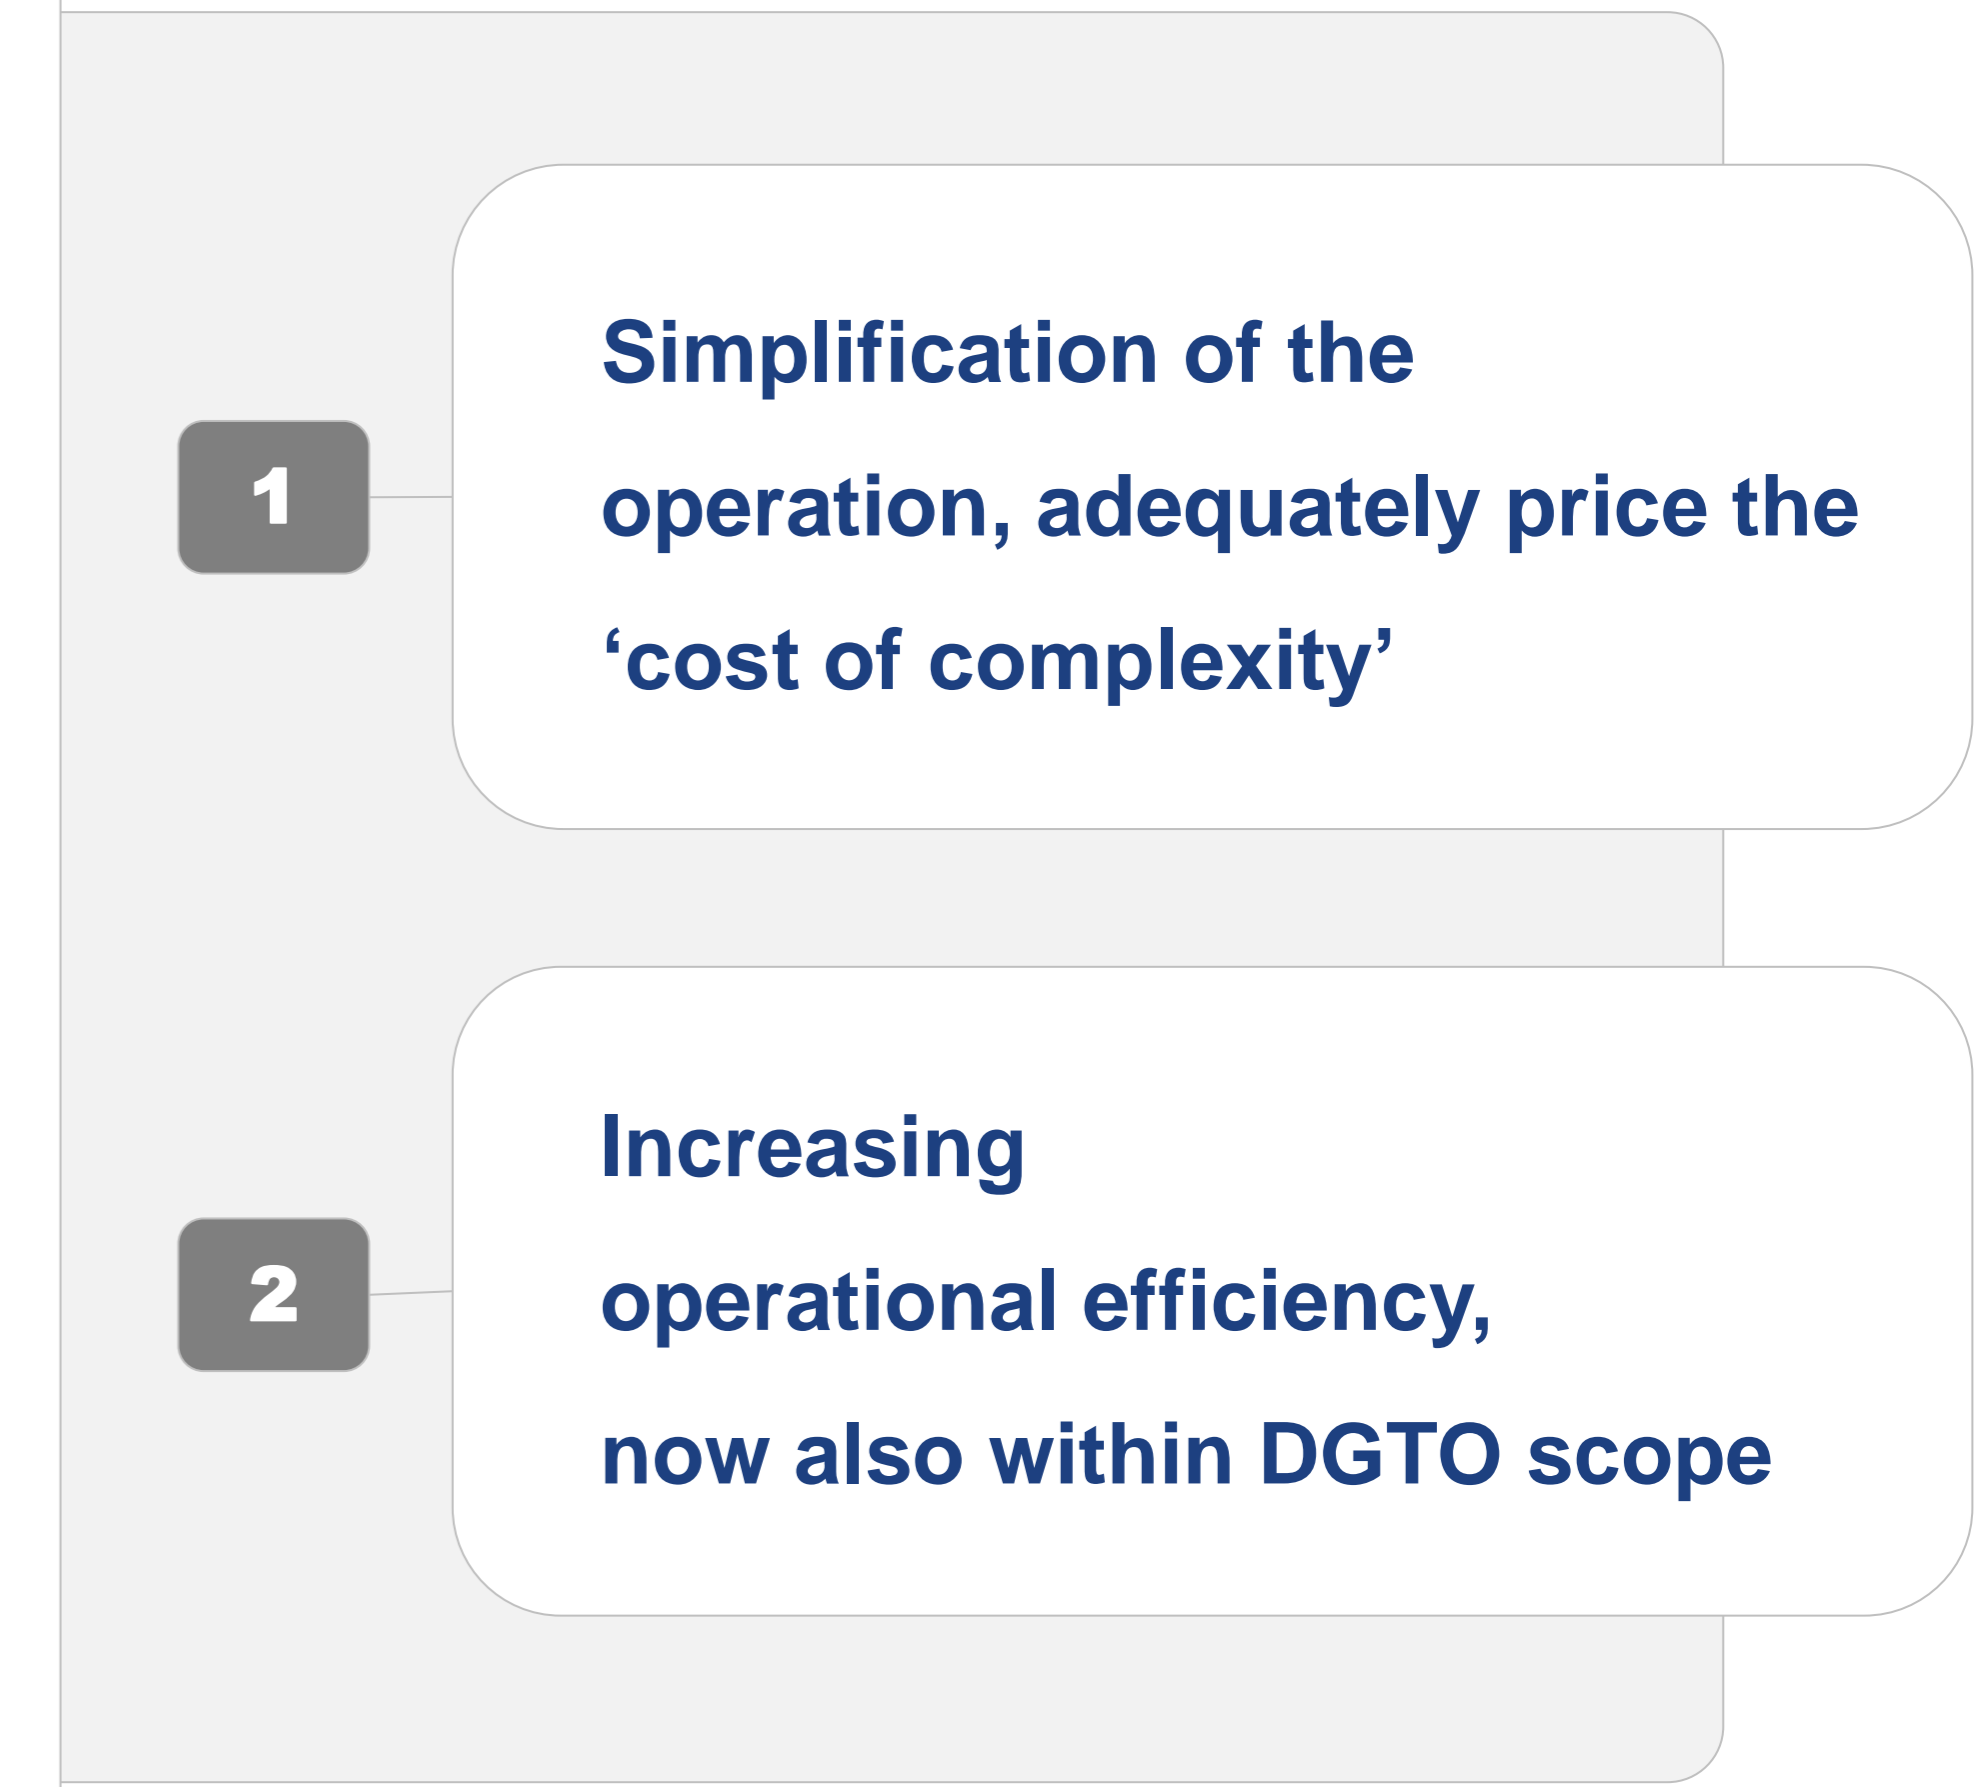 1
Simplification of the
operation, adequately price the
‘cost of complexity’
2
Increasing
operational efficiency,
now also within DGTO scope